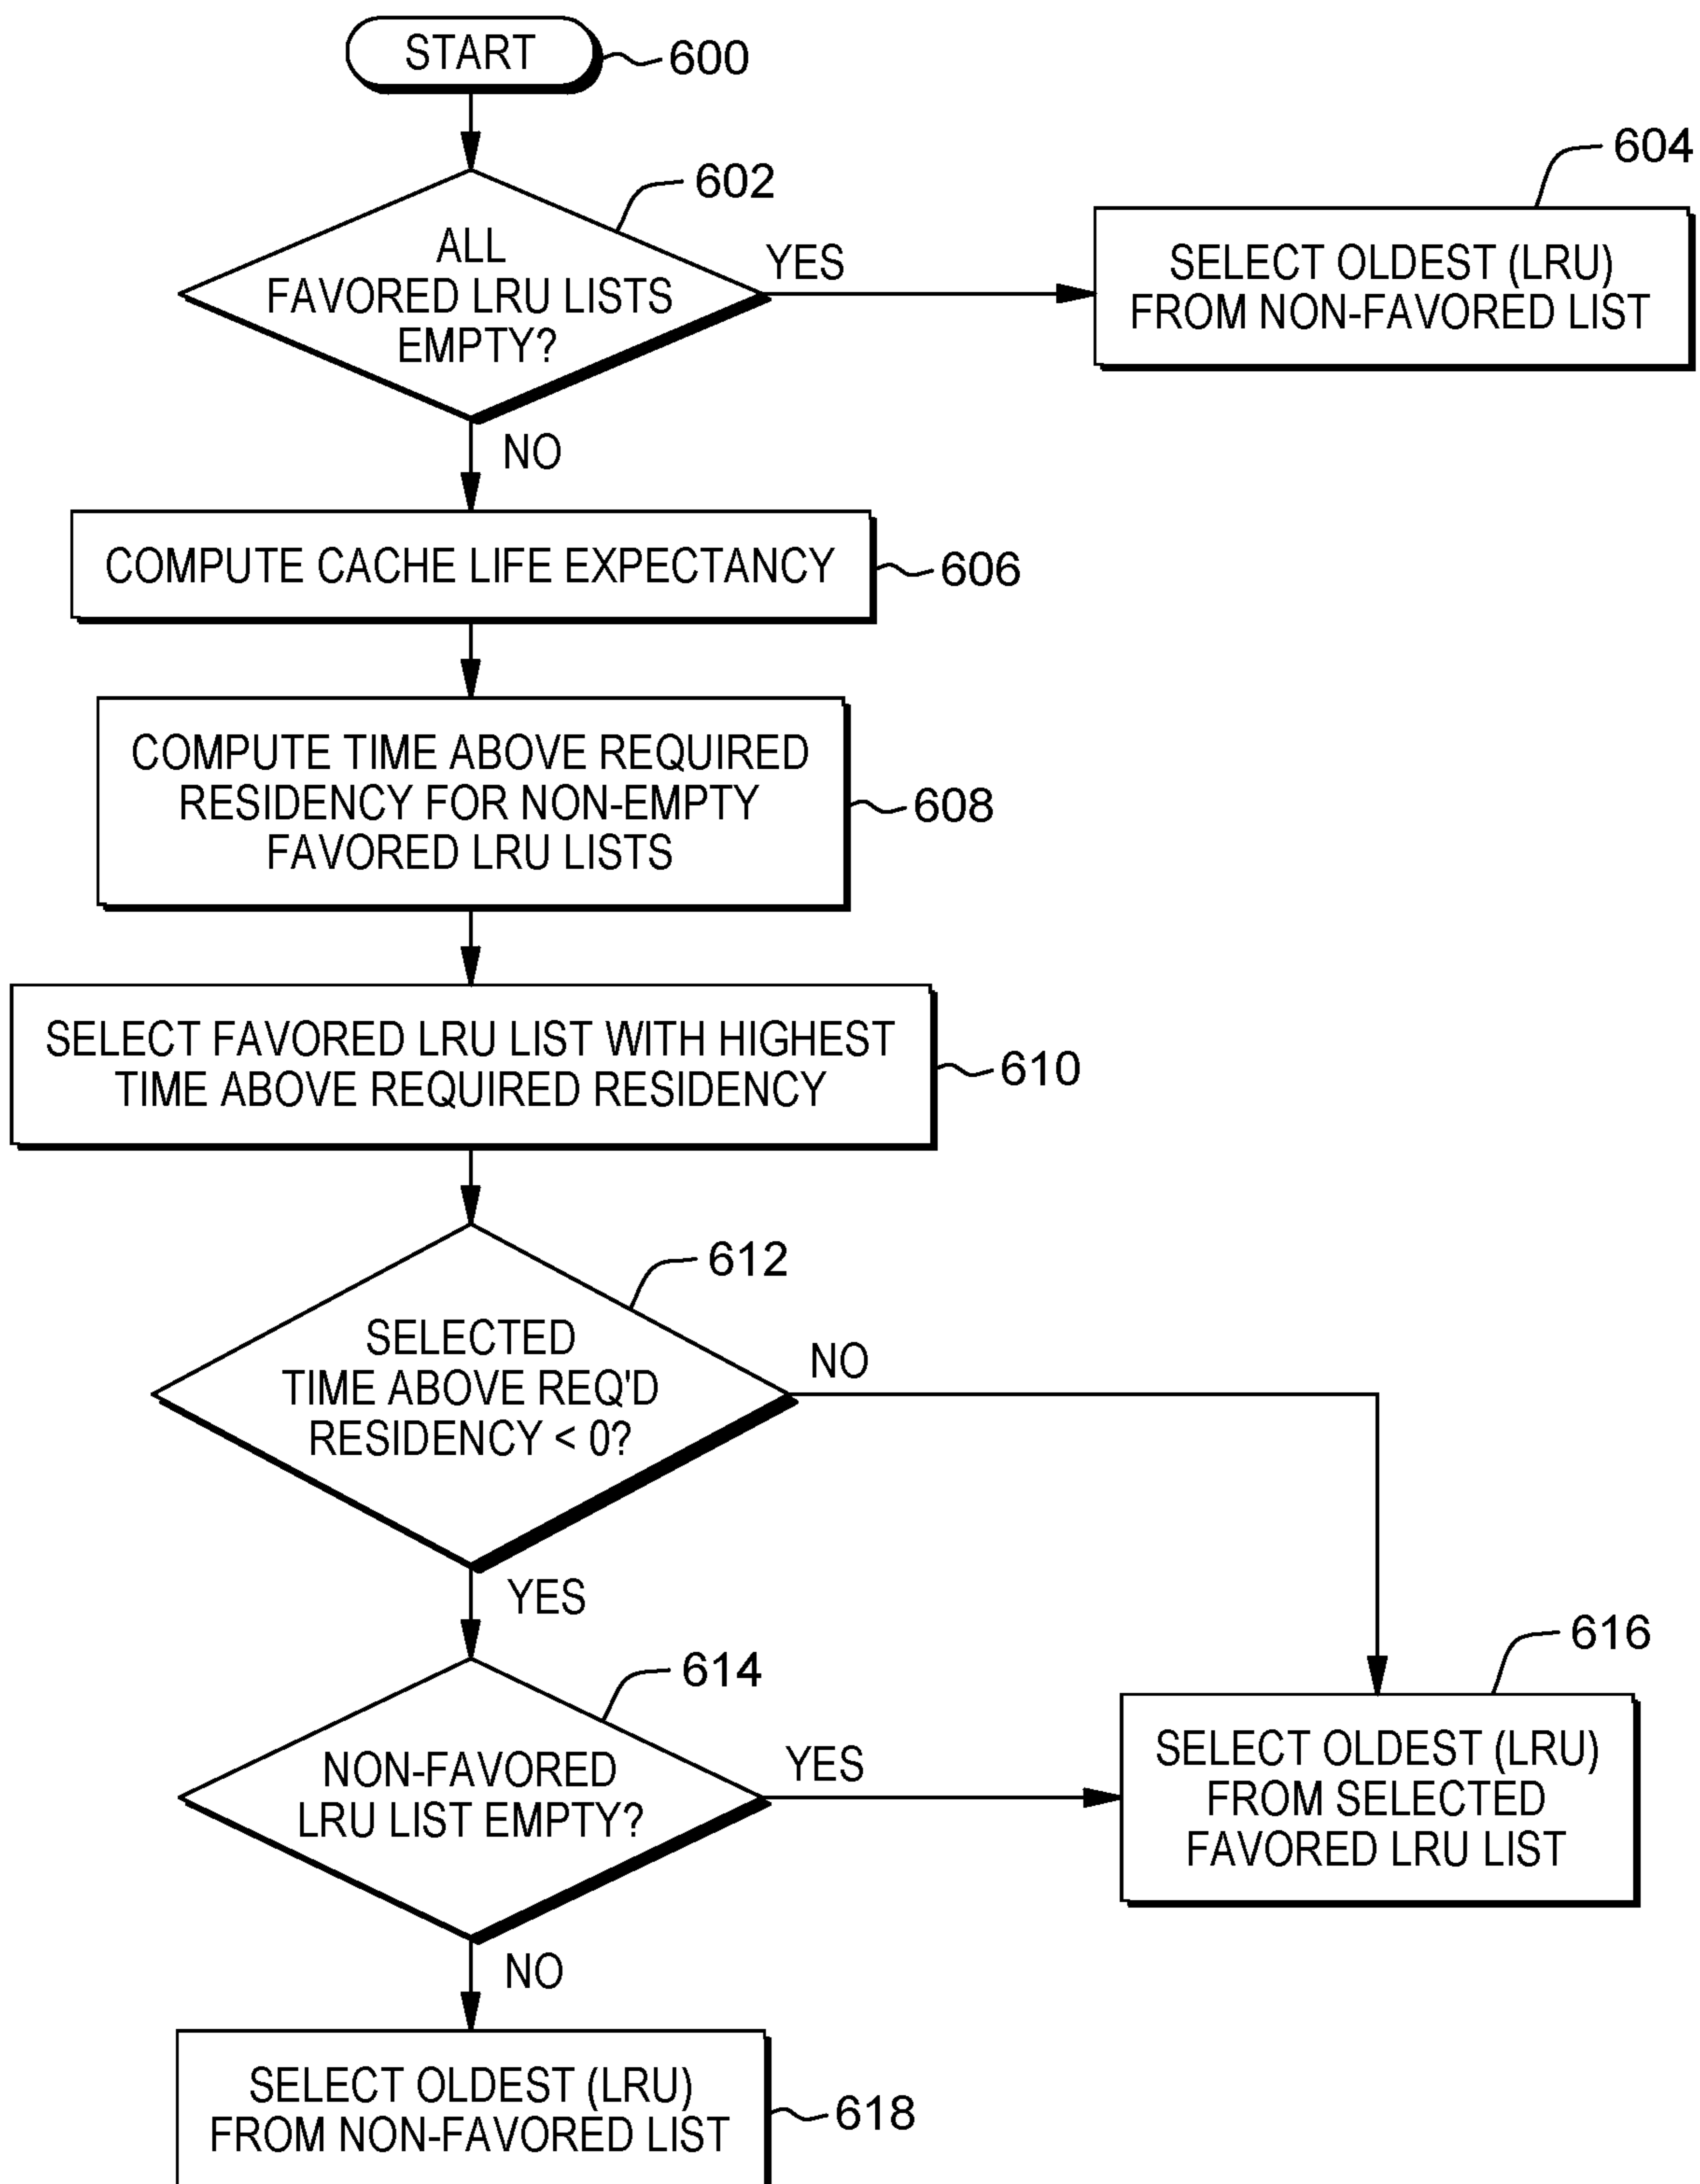 START
600
602
604
ALL
FAVORED LRU LISTS
EMPTY?
YES
SELECT OLDEST (LRU)
FROM NON-FAVORED LIST
NO
COMPUTE CACHE LIFE EXPECTANCY
606
COMPUTE TIME ABOVE REQUIRED
RESIDENCY FOR NON-EMPTY
FAVORED LRU LISTS
608
SELECT FAVORED LRU LIST WITH HIGHEST
TIME ABOVE REQUIRED RESIDENCY
610
612
SELECTED
TIME ABOVE REQ'D
RESIDENCY < 0?
NO
YES
614
616
NON-FAVORED
LRU LIST EMPTY?
YES
SELECT OLDEST (LRU)
FROM SELECTED
FAVORED LRU LIST
NO
SELECT OLDEST (LRU)
FROM NON-FAVORED LIST
618